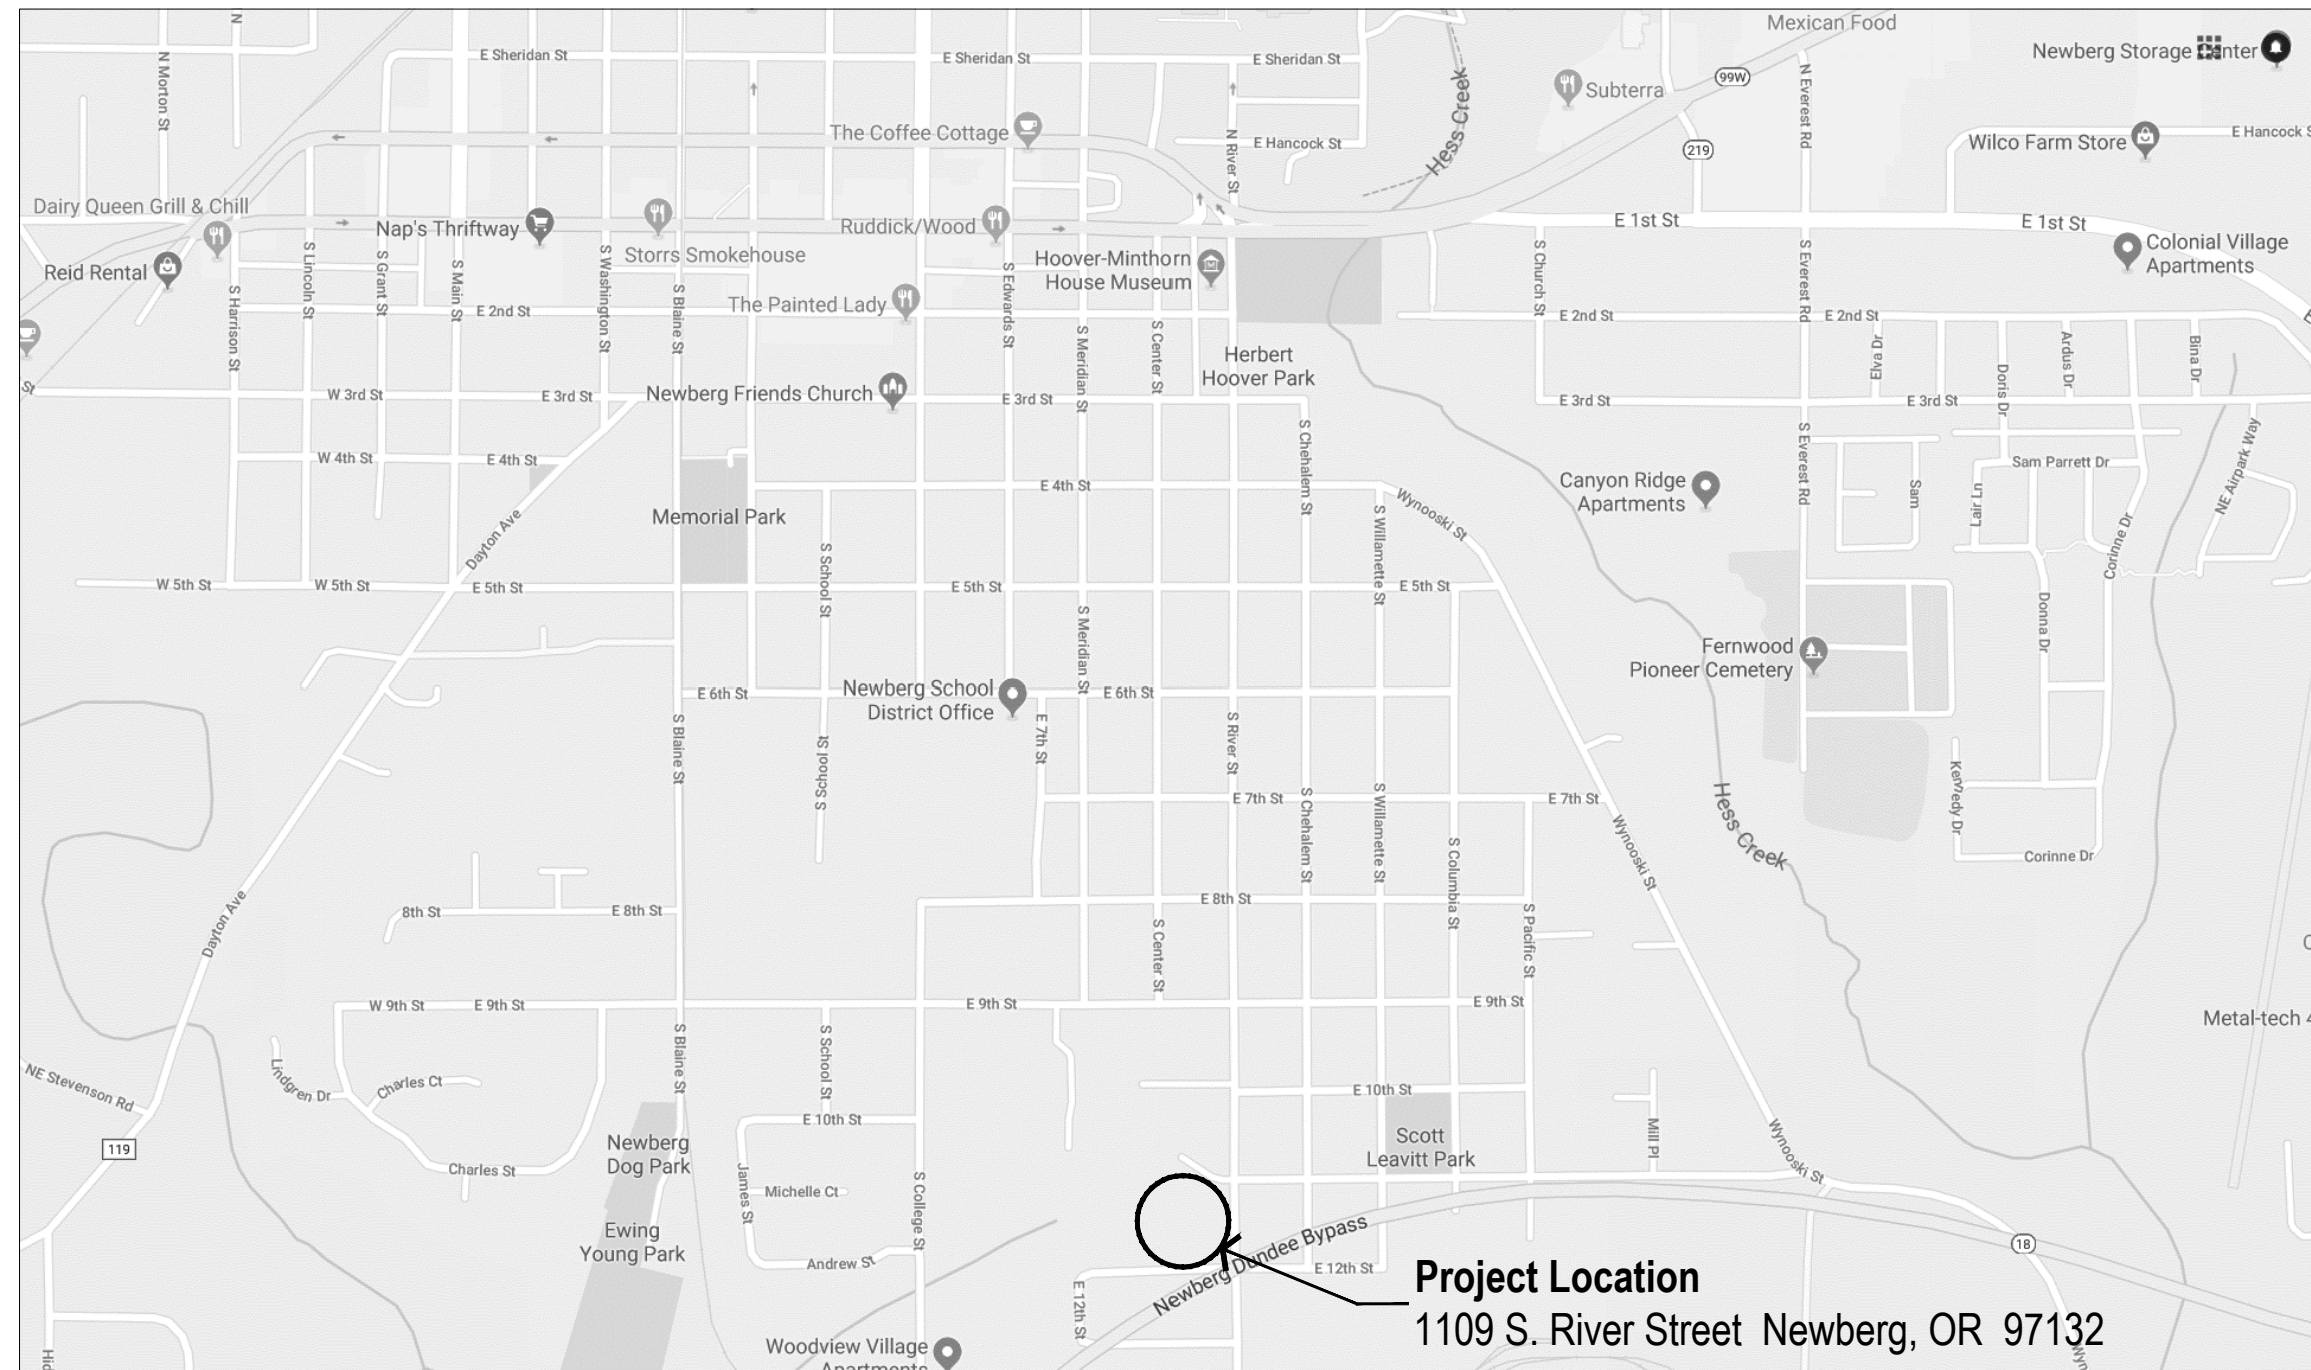 N
Mexican Food
Newberg Storage Center
E Sheridan St
E Sheridan St
E Sheridan St
99W
N Morton St
Hess Creek
Subterra
N Everest Rd
The Coffee Cottage
N River St
E Hancock St
219
Wilco Farm Store
E Hancock S
Dairy Queen Grill & Chill
Nap's Thriftway
Ruddick/Wood
E 1st St
E 1st St
Storrs Smokehouse
Hoover-Minthorn
House Museum
Colonial Village
Apartments
Reid Rental
S Harrison St
S Lincoln St
S Grant St
S Main St
S Washington St
S Blaine St
S Edwards St
S Church St
S Everest Rd
The Painted Lady
E 2nd St
E 2nd St
E 2nd St
S Meridian St
S Center St
Elva Dr
Doris Dr
Ardus Dr
Bina Dr
Herbert
Hoover Park
St
W 3rd St
E 3rd St
Newberg Friends Church
E 3rd St
E 3rd St
E 3rd St
S Chehalem St
S Everest Rd
NE Airpark Way
W 4th St
E 4th St
Sam Parrett Dr
E 4th St
Wynooski St
Canyon Ridge
Apartments
Sam
Lair Ln
Memorial Park
Dayton Ave
S School St
S Willamette St
Corinne Dr
W 5th St
W 5th St
E 5th St
E 5th St
E 5th St
S Meridian St
Donna Dr
Fernwood
Pioneer Cemetery
E 6th St
Newberg School
District Office
E 6th St
S Blaine St
S School St
E 7th St
S River St
E 7th St
S Chehalem St
S Willamette St
E 7th St
Hess Creek
Kennedy Dr
Wynooski St
S Columbia St
Corinne Dr
Dayton Ave
8th St
E 8th St
E 8th St
S Center St
S Pacific St
W 9th St
E 9th St
E 9th St
E 9th St
Metal-tech 4
NE Stevenson Rd
Lindgren Dr
Charles Ct
S Blaine St
S School St
E 10th St
E 10th St
119
Newberg
Dog Park
Scott
Leavitt Park
Mill Pl
Wynooski St
Charles St
James St
Michelle Ct
S College St
Ewing
Young Park
Andrew St
Newberg Dundee Bypass
18
E 12th St
E 12th St
Project Location
1109 S. River Street Newberg, OR 97132
Woodview Village
Apartments
Hid
Wyn